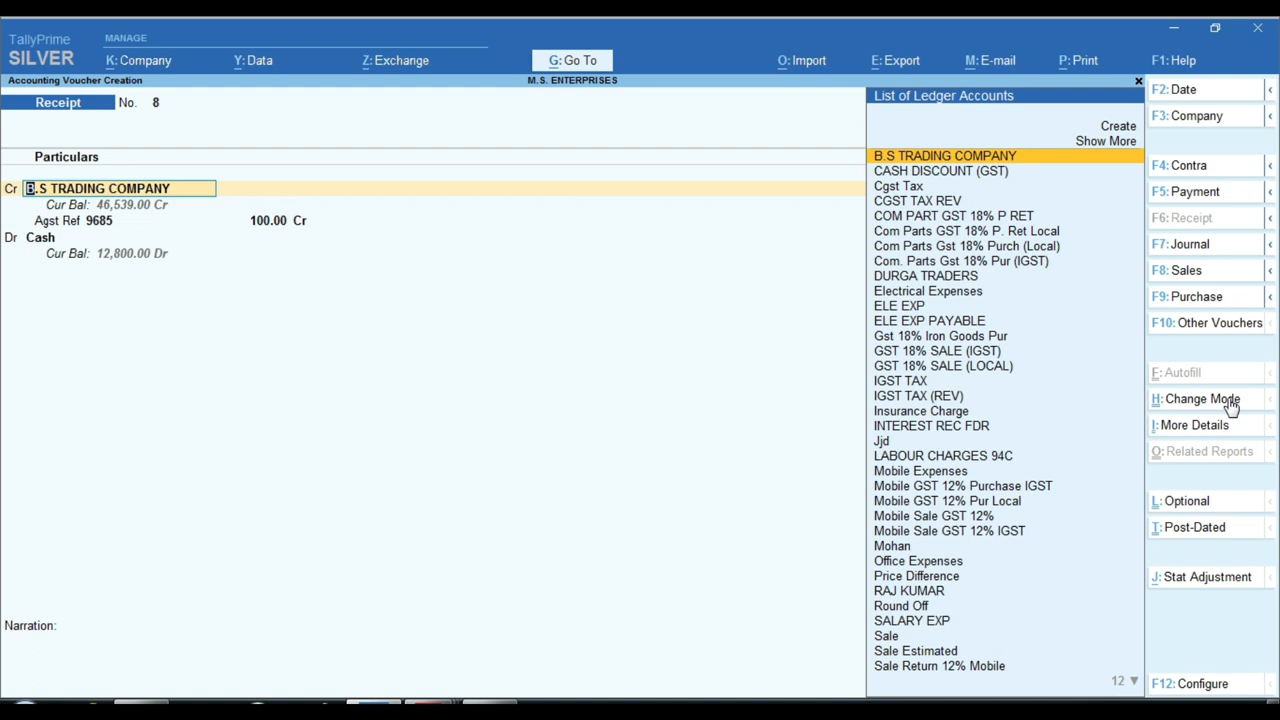 TallyPrime
SILVER
MANAGE
K: Company
Y: Data
Z: Exchange
G: Go To
O: Import
E: Export
M: E-mail
P: Print
F1: Help
Accounting Voucher Creation
M.S. ENTERPRISES
Receipt No. 8
Particulars
Cr B.S TRADING COMPANY
Cur Bal: 46,539.00 Cr
Agst Ref 9685 100.00 Cr
Dr Cash
Cur Bal: 12,800.00 Dr
Narration:
List of Ledger Accounts
Create
Show More
B.S TRADING COMPANY
CASH DISCOUNT (GST)
Cgst Tax
CGST TAX REV
COM PART GST 18% P RET
Com Parts GST 18% P. Ret Local
Com Parts Gst 18% Purch (Local)
Com. Parts Gst 18% Pur (IGST)
DURGA TRADERS
Electrical Expenses
ELE EXP
ELE EXP PAYABLE
Gst 18% Iron Goods Pur
GST 18% SALE (IGST)
GST 18% SALE (LOCAL)
IGST TAX
IGST TAX (REV)
Insurance Charge
INTEREST REC FDR
Jjd
LABOUR CHARGES 94C
Mobile Expenses
Mobile GST 12% Purchase IGST
Mobile GST 12% Pur Local
Mobile Sale GST 12%
Mobile Sale GST 12% IGST
Mohan
Office Expenses
Price Difference
RAJ KUMAR
Round Off
SALARY EXP
Sale
Sale Estimated
Sale Return 12% Mobile
12 ▼
F2: Date
F3: Company
F4: Contra
F5: Payment
F6: Receipt
F7: Journal
F8: Sales
F9: Purchase
F10: Other Vouchers
F: Autofill
H: Change Mode
I: More Details
O: Related Reports
L: Optional
T: Post-Dated
J: Stat Adjustment
F12: Configure